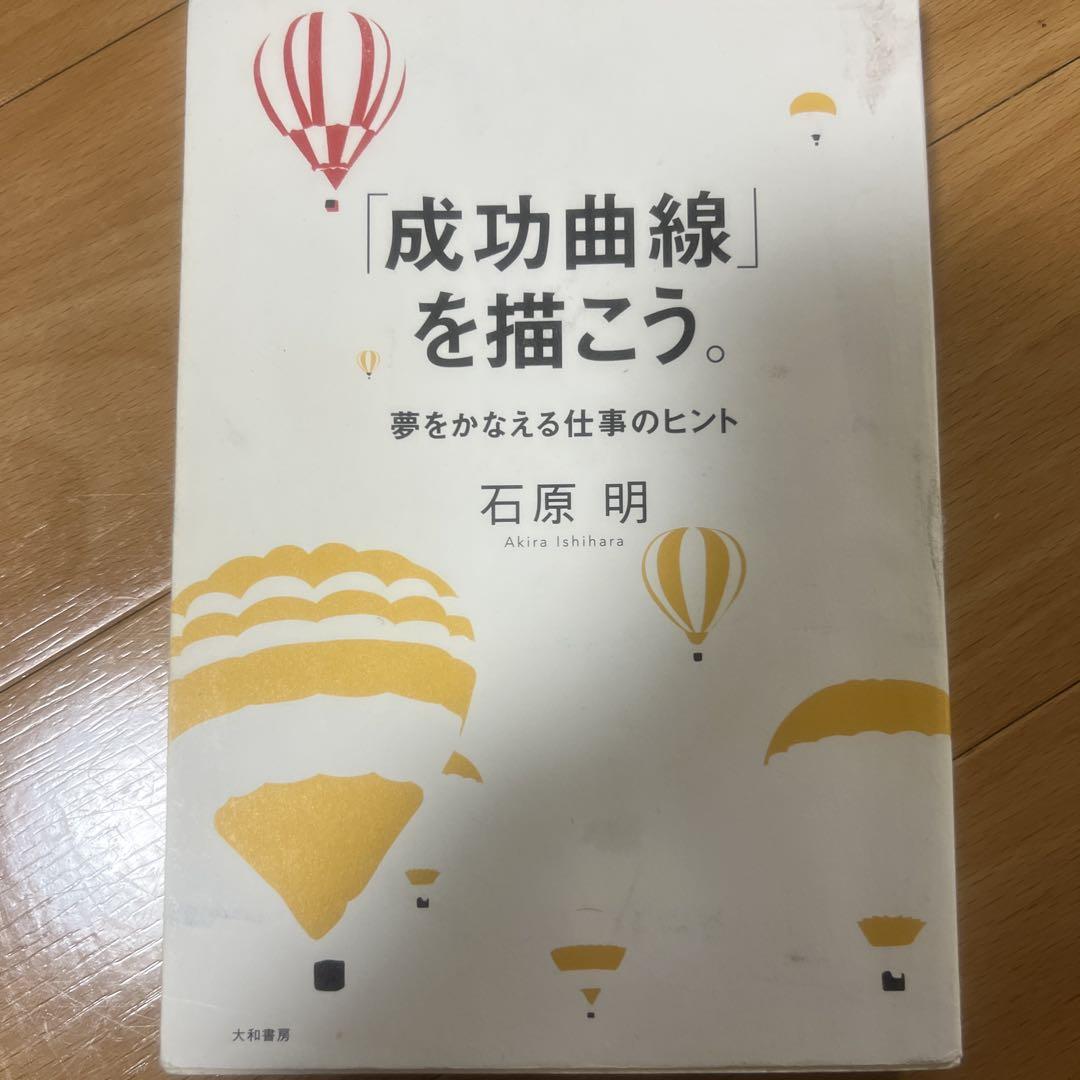 「成功曲線」
を描こう。
夢をかなえる仕事のヒント
石原 明
Akira Ishihara
大和書房